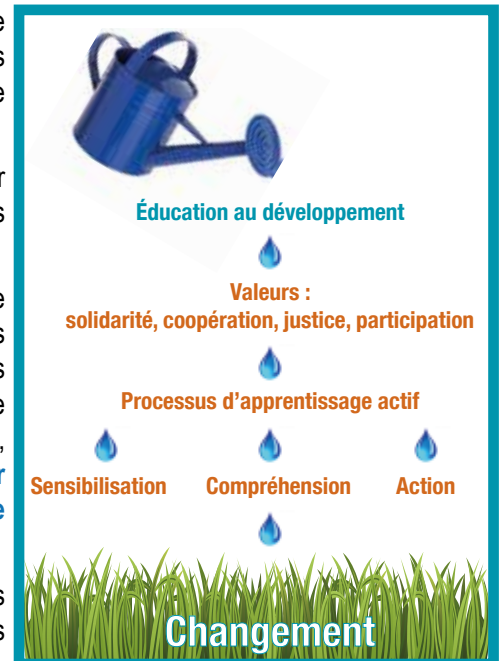 Éducation au développement
Valeurs :
solidarité, coopération, justice, participation
Processus d'apprentissage actif
Sensibilisation Compréhension Action
Changement